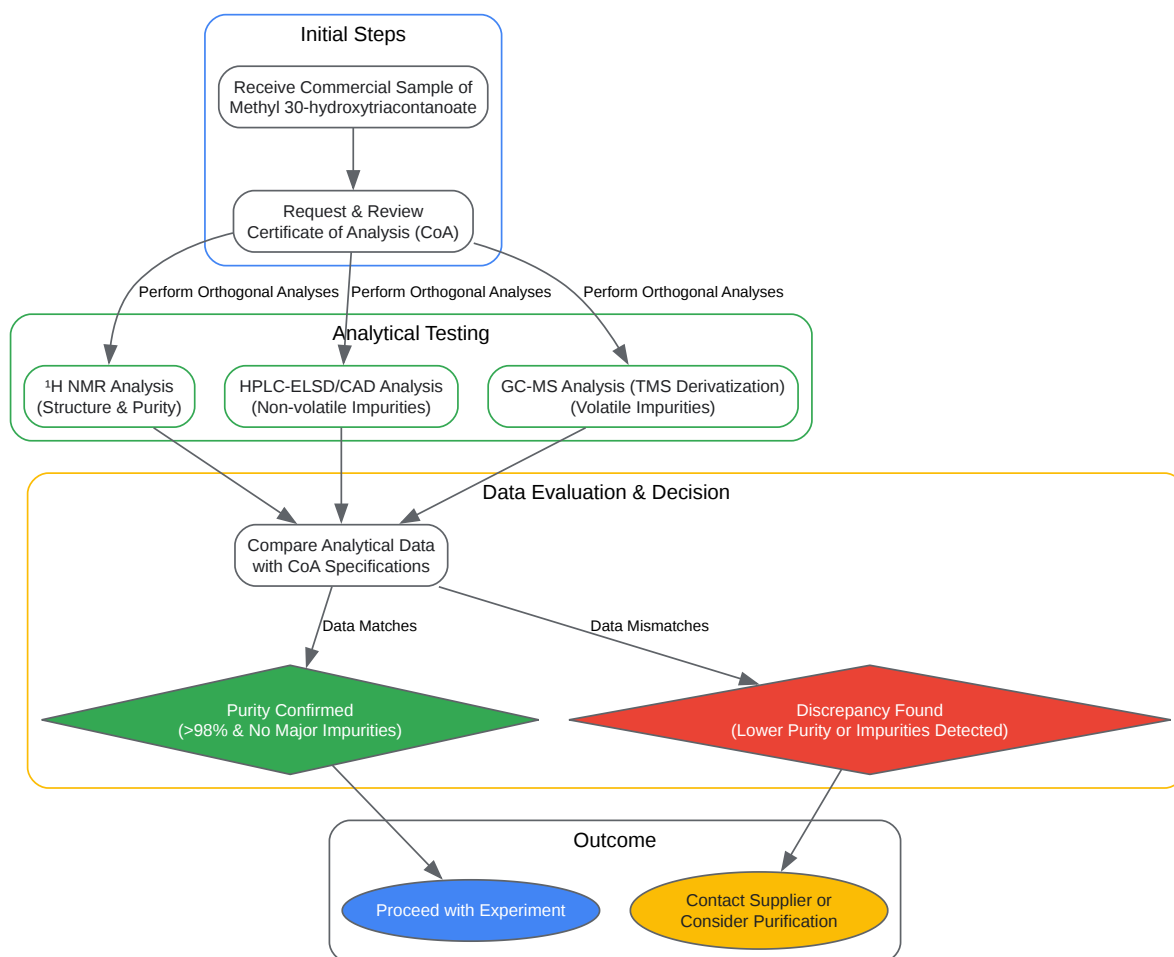 Initial Steps
Receive Commercial Sample of
Methyl 30-hydroxytriacontanoate
Request & Review
Certificate of Analysis (CoA)
Perform Orthogonal Analyses
Perform Orthogonal Analyses
Perform Orthogonal Analyses
Analytical Testing
¹H NMR Analysis
(Structure & Purity)
HPLC-ELSD/CAD Analysis
(Non-volatile Impurities)
GC-MS Analysis (TMS Derivatization)
(Volatile Impurities)
Data Evaluation & Decision
Compare Analytical Data
with CoA Specifications
Data Matches
Data Mismatches
Purity Confirmed
(>98% & No Major Impurities)
Discrepancy Found
(Lower Purity or Impurities Detected)
Outcome
Proceed with Experiment
Contact Supplier or
Consider Purification